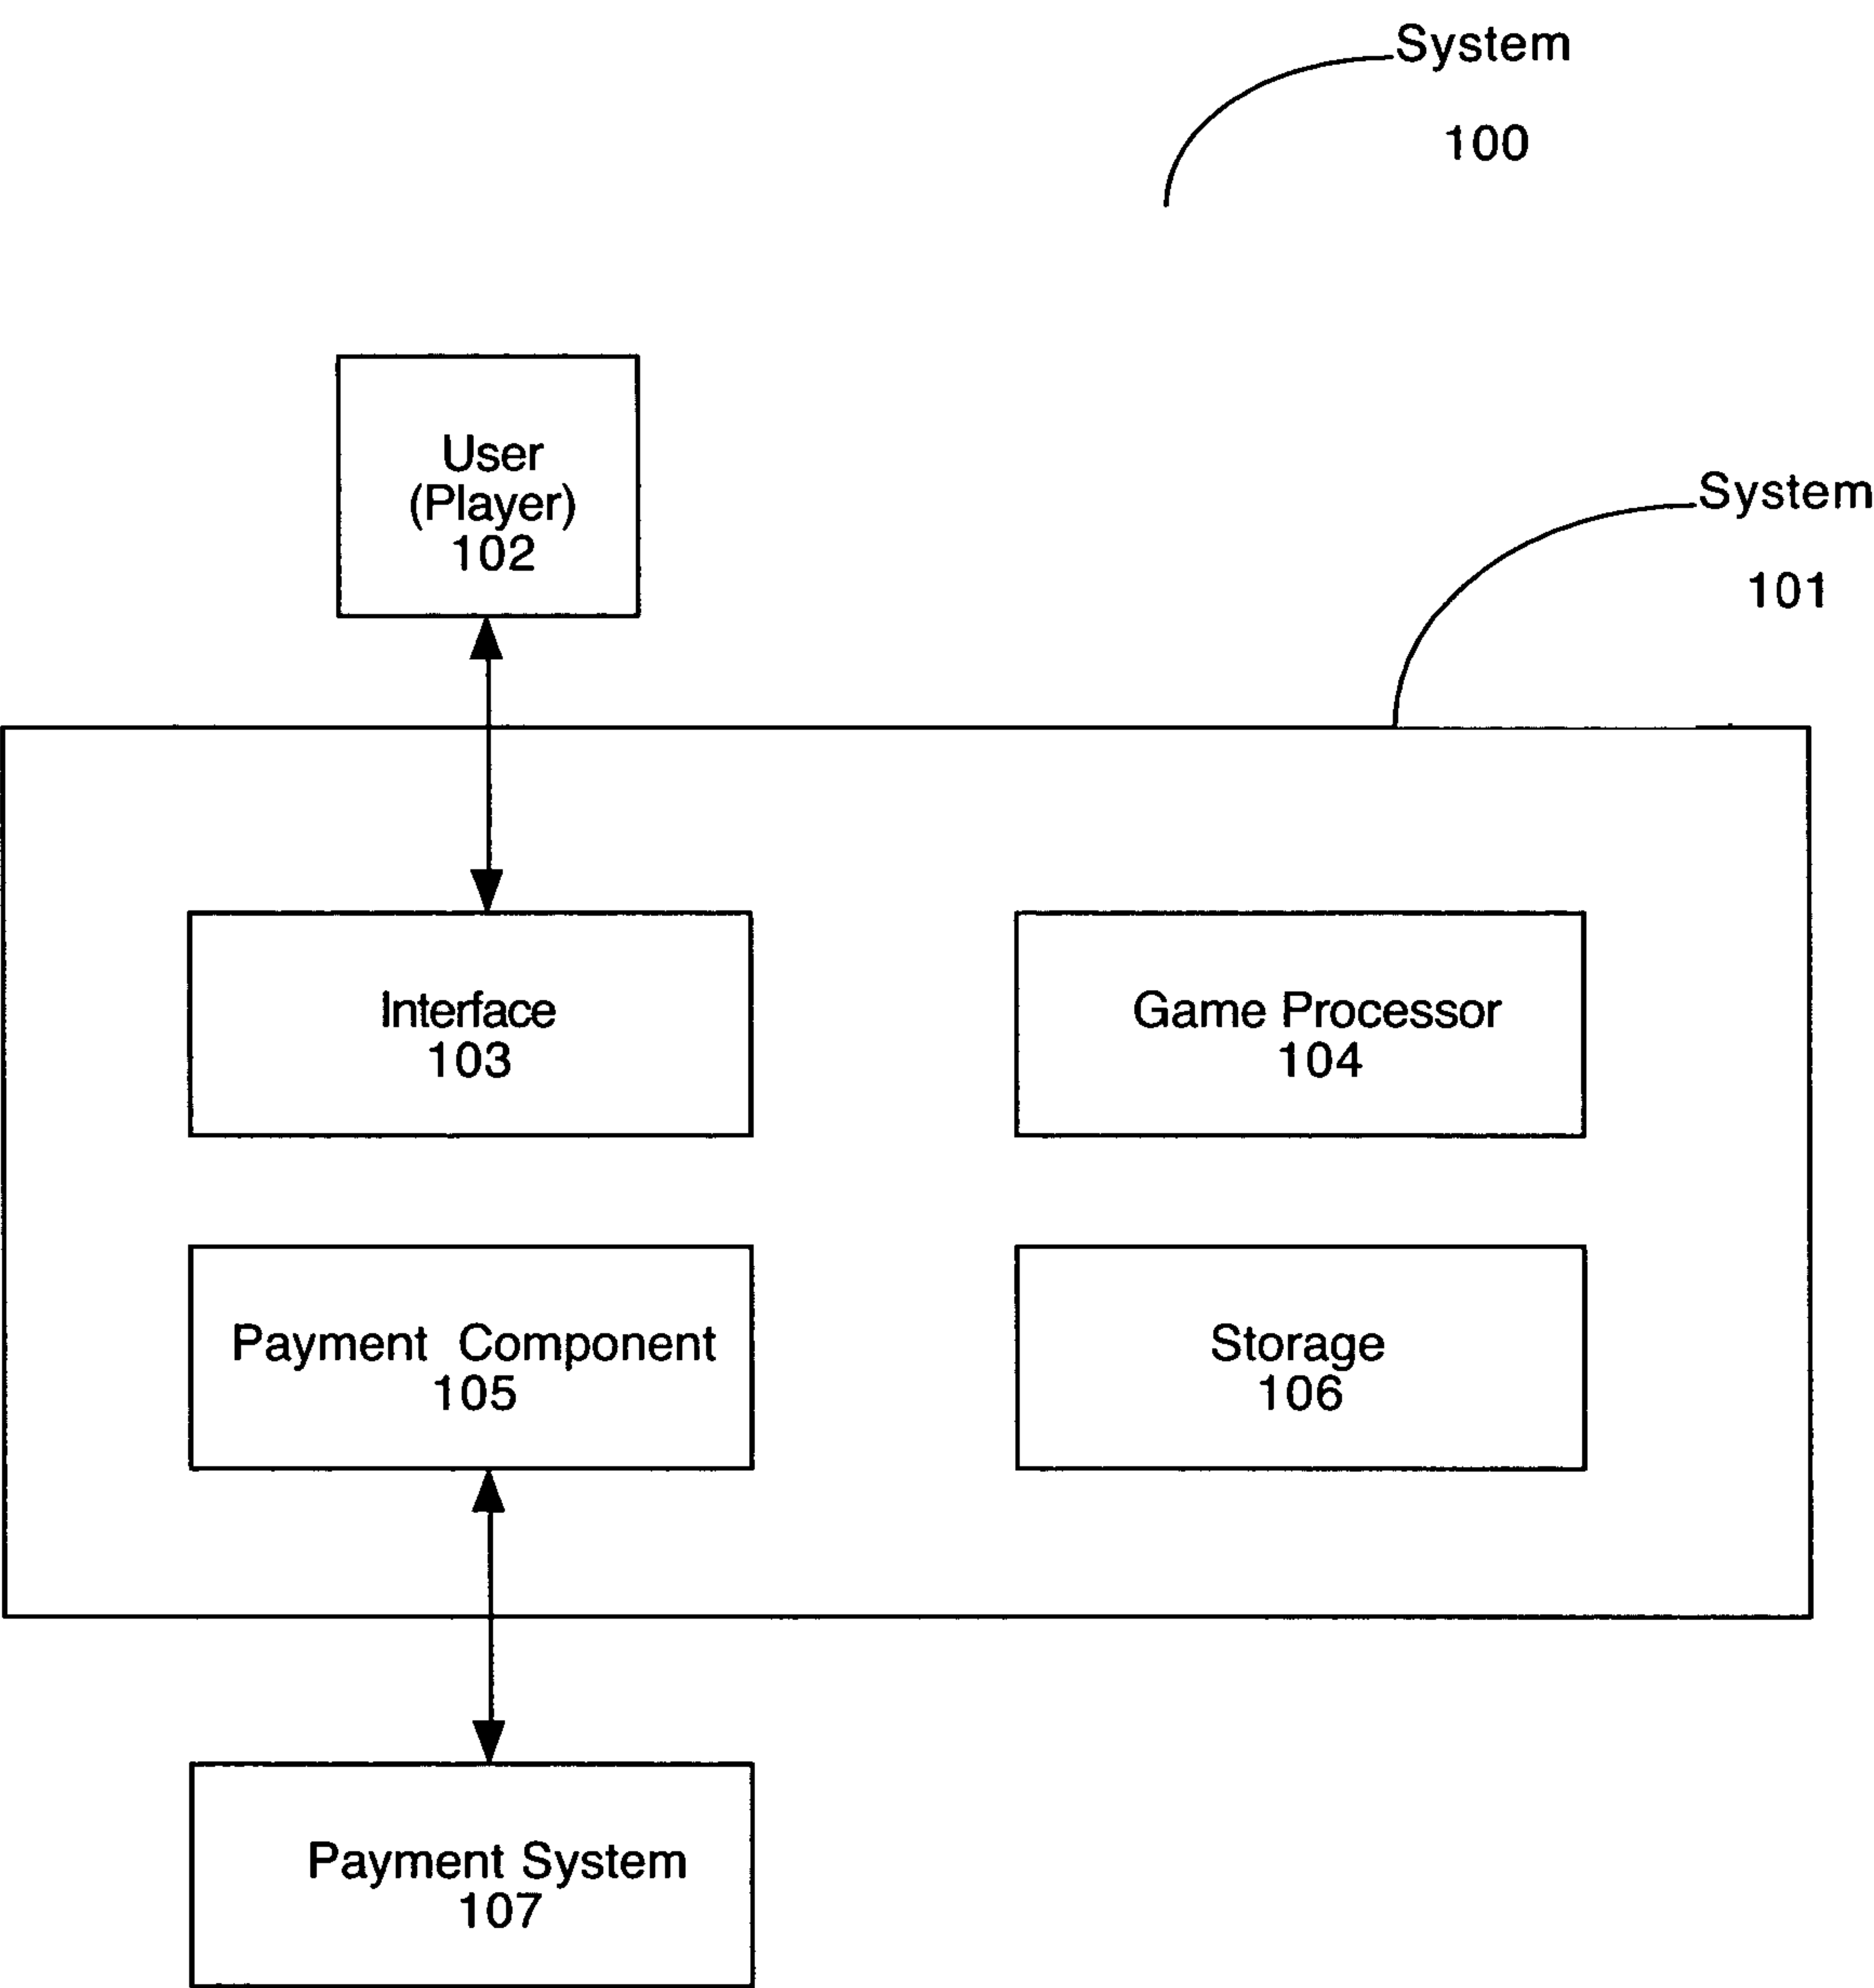 System
100
User
(Player)
102
System
101
Interface
103
Game Processor
104
Payment Component
105
Storage
106
Payment System
107